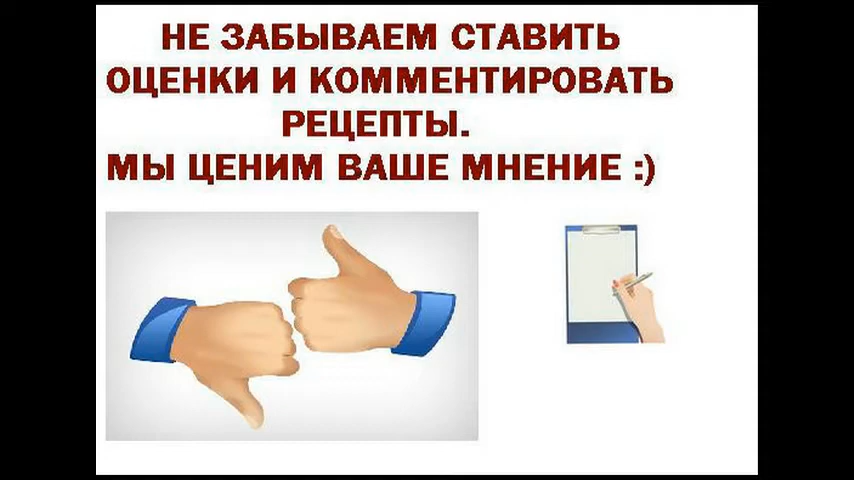 НЕ ЗАБЫВАЕМ СТАВИТЬ
ОЦЕНКИ И КОММЕНТИРОВАТЬ
РЕЦЕПТЫ.
МЫ ЦЕНИМ ВАШЕ МНЕНИЕ :)